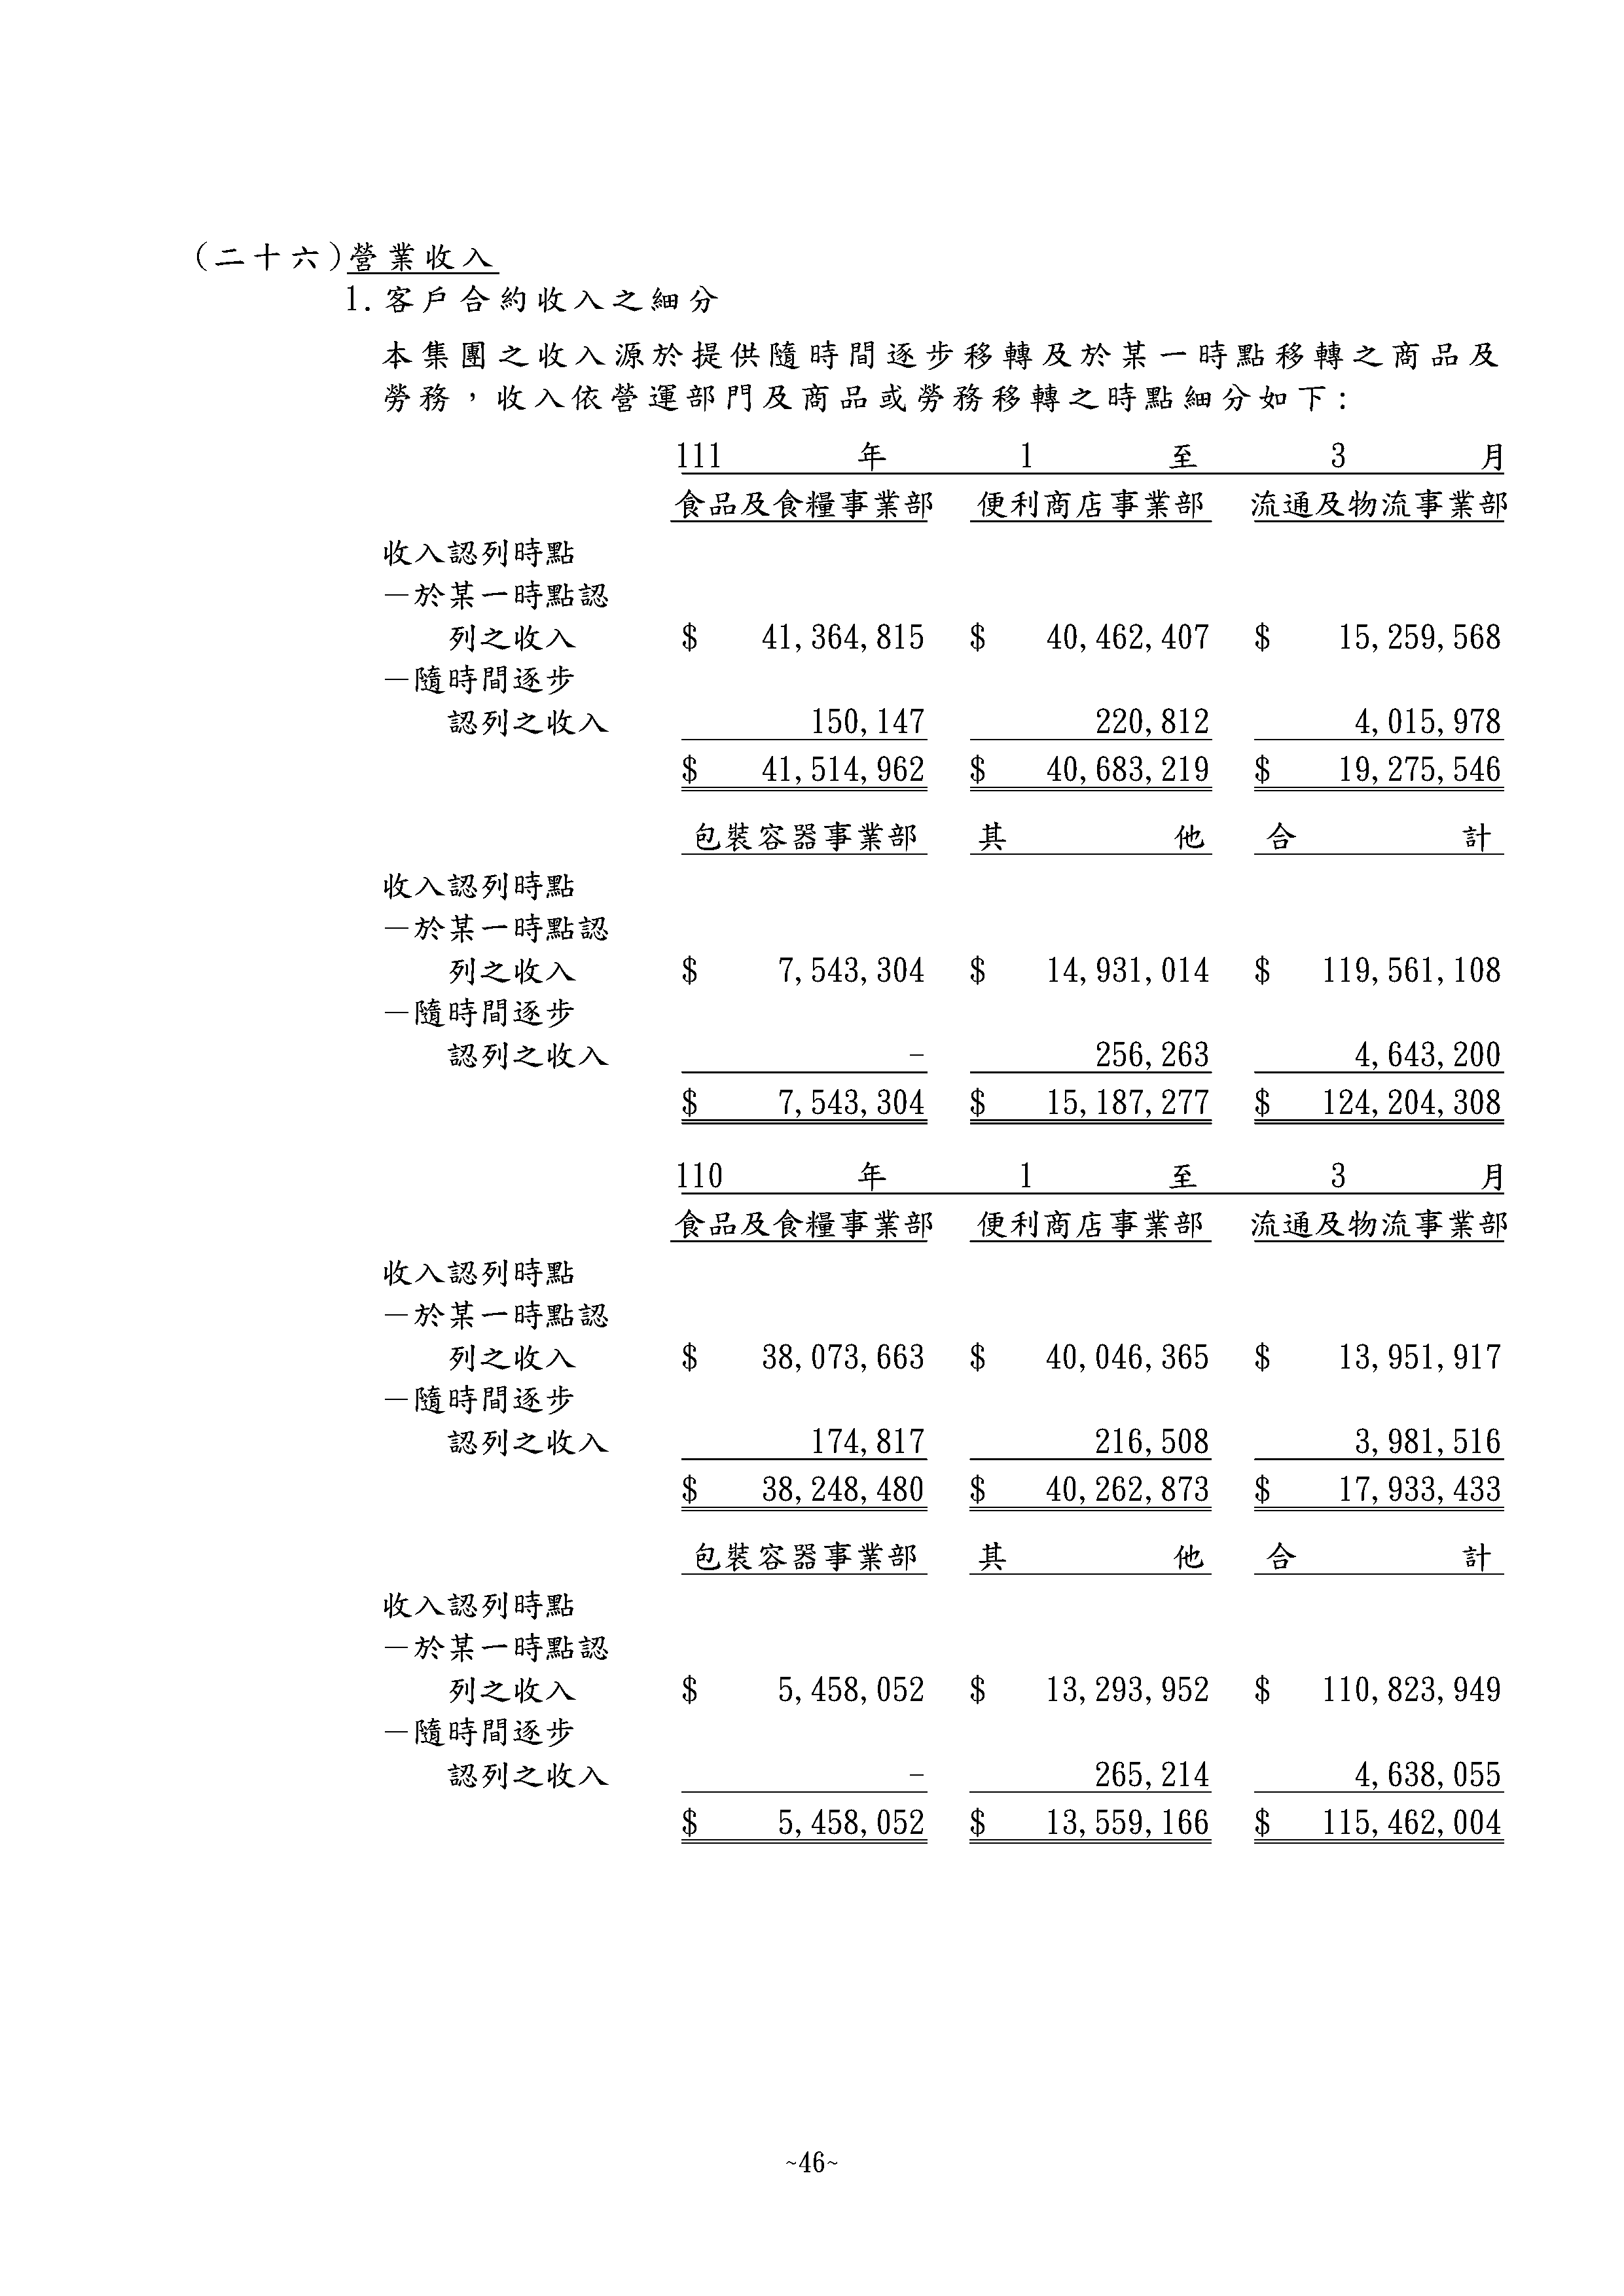 (二十六)營業收入
1.客戶合約收入之細分
本集團之收入源於提供隨時間逐步移轉及於某一時點移轉之商品及
勞務，收入依營運部門及商品或勞務移轉之時點細分如下：
111 年 1 至 3 月
食品及食糧事業部 便利商店事業部 流通及物流事業部
收入認列時點
－於某一時點認
列之收入 $ 41,364,815 $ 40,462,407 $ 15,259,568
－隨時間逐步
認列之收入 150,147 220,812 4,015,978
$ 41,514,962 $ 40,683,219 $ 19,275,546
包裝容器事業部 其 他 合 計
收入認列時點
－於某一時點認
列之收入 $ 7,543,304 $ 14,931,014 $ 119,561,108
－隨時間逐步
認列之收入 - 256,263 4,643,200
$ 7,543,304 $ 15,187,277 $ 124,204,308
110 年 1 至 3 月
食品及食糧事業部 便利商店事業部 流通及物流事業部
收入認列時點
－於某一時點認
列之收入 $ 38,073,663 $ 40,046,365 $ 13,951,917
－隨時間逐步
認列之收入 174,817 216,508 3,981,516
$ 38,248,480 $ 40,262,873 $ 17,933,433
包裝容器事業部 其 他 合 計
收入認列時點
－於某一時點認
列之收入 $ 5,458,052 $ 13,293,952 $ 110,823,949
－隨時間逐步
認列之收入 - 265,214 4,638,055
$ 5,458,052 $ 13,559,166 $ 115,462,004
~46~